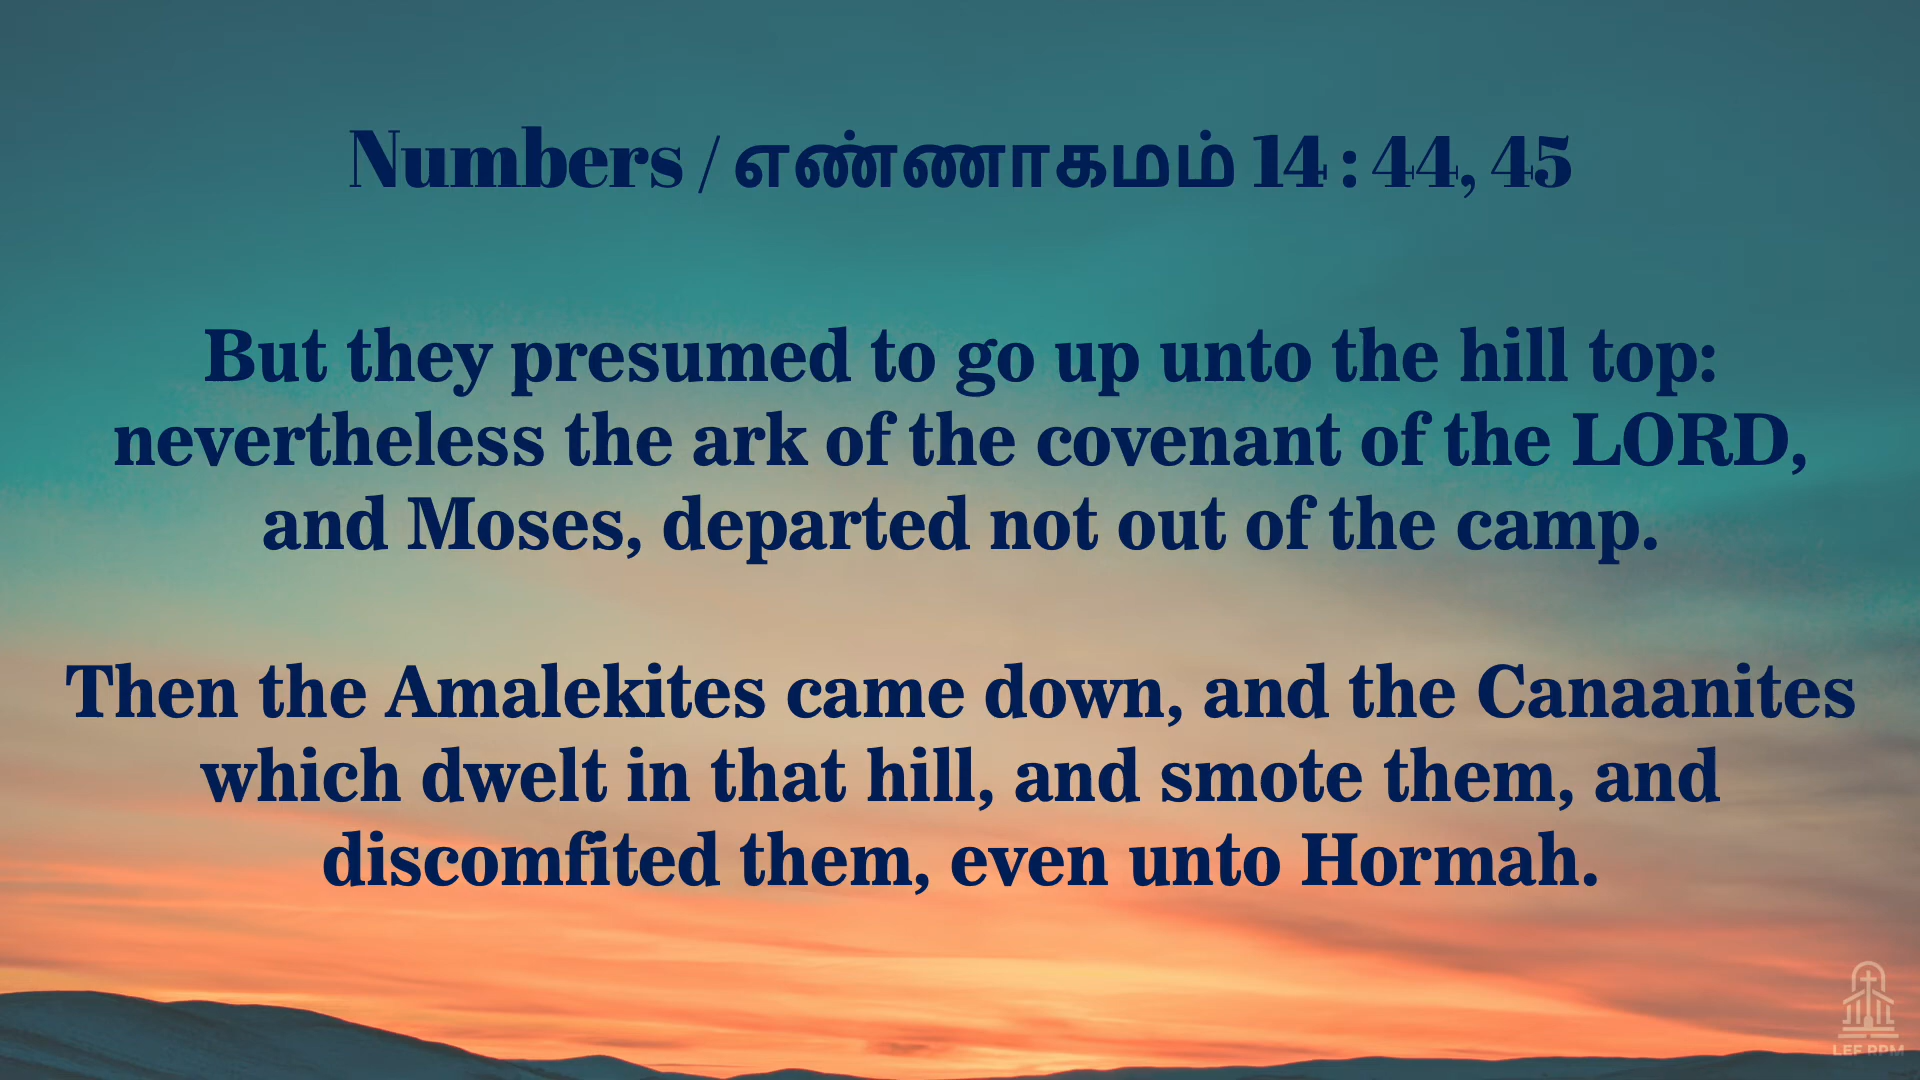 Numbers / எண்ணாகமம் 14 : 44, 45
But they presumed to go up unto the hill top:
nevertheless the ark of the covenant of the LORD,
and Moses, departed not out of the camp.
Then the Amalekites came down, and the Canaanites
which dwelt in that hill, and smote them, and
discomfited them, even unto Hormah.
LEF RPM